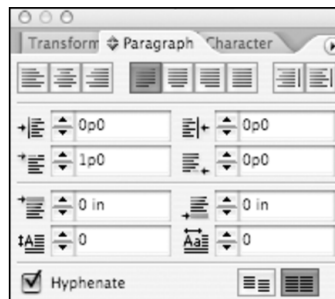 Transform Paragraph Character
0p0 0p0
1p0 0p0
0 in 0 in
0 0
Hyphenate